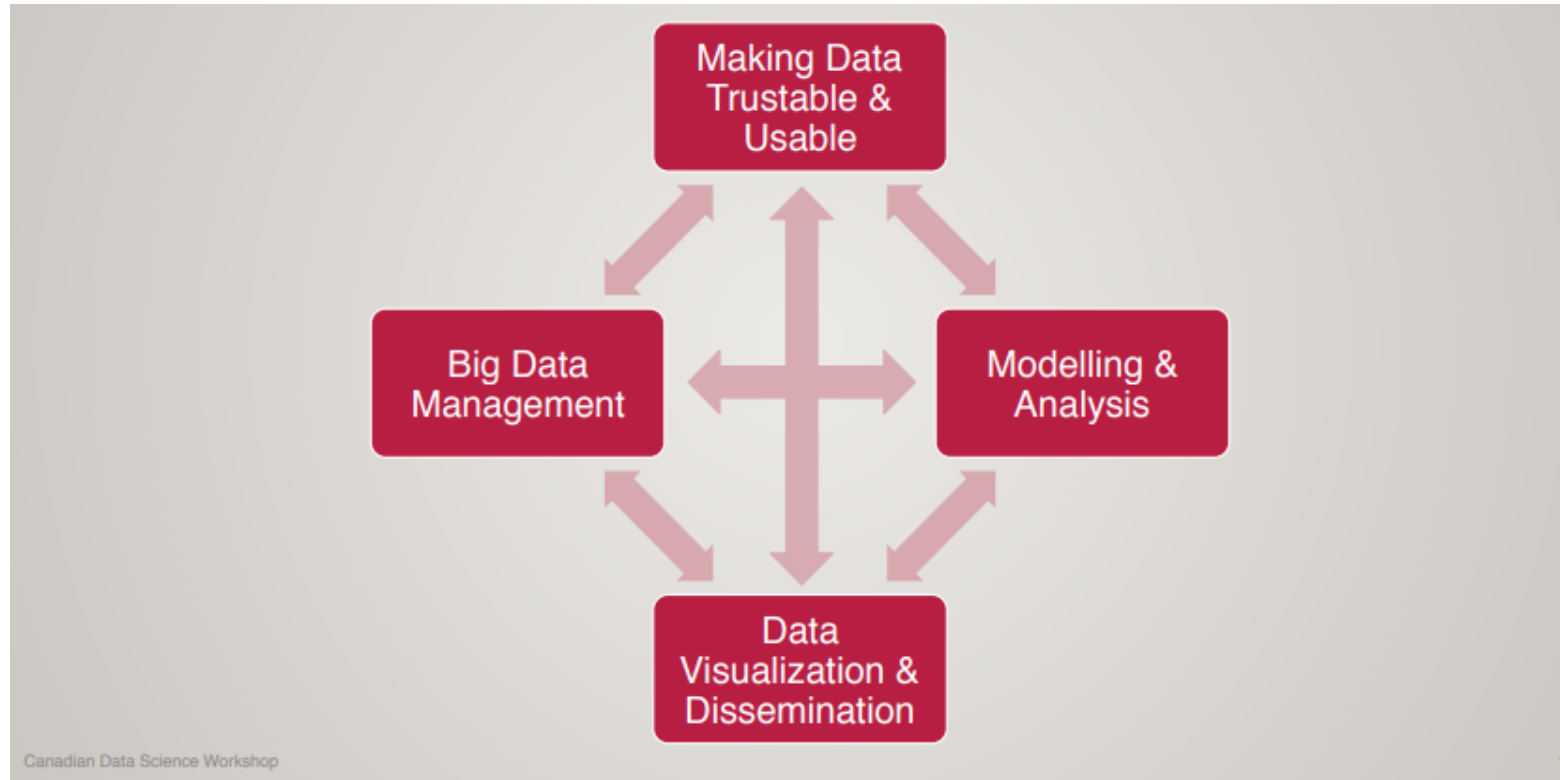 Making Data
Trustable &
Usable
Big Data
Management
Modelling &
Analysis
Data
Visualization &
Dissemination
Canadian Data Science Workshop